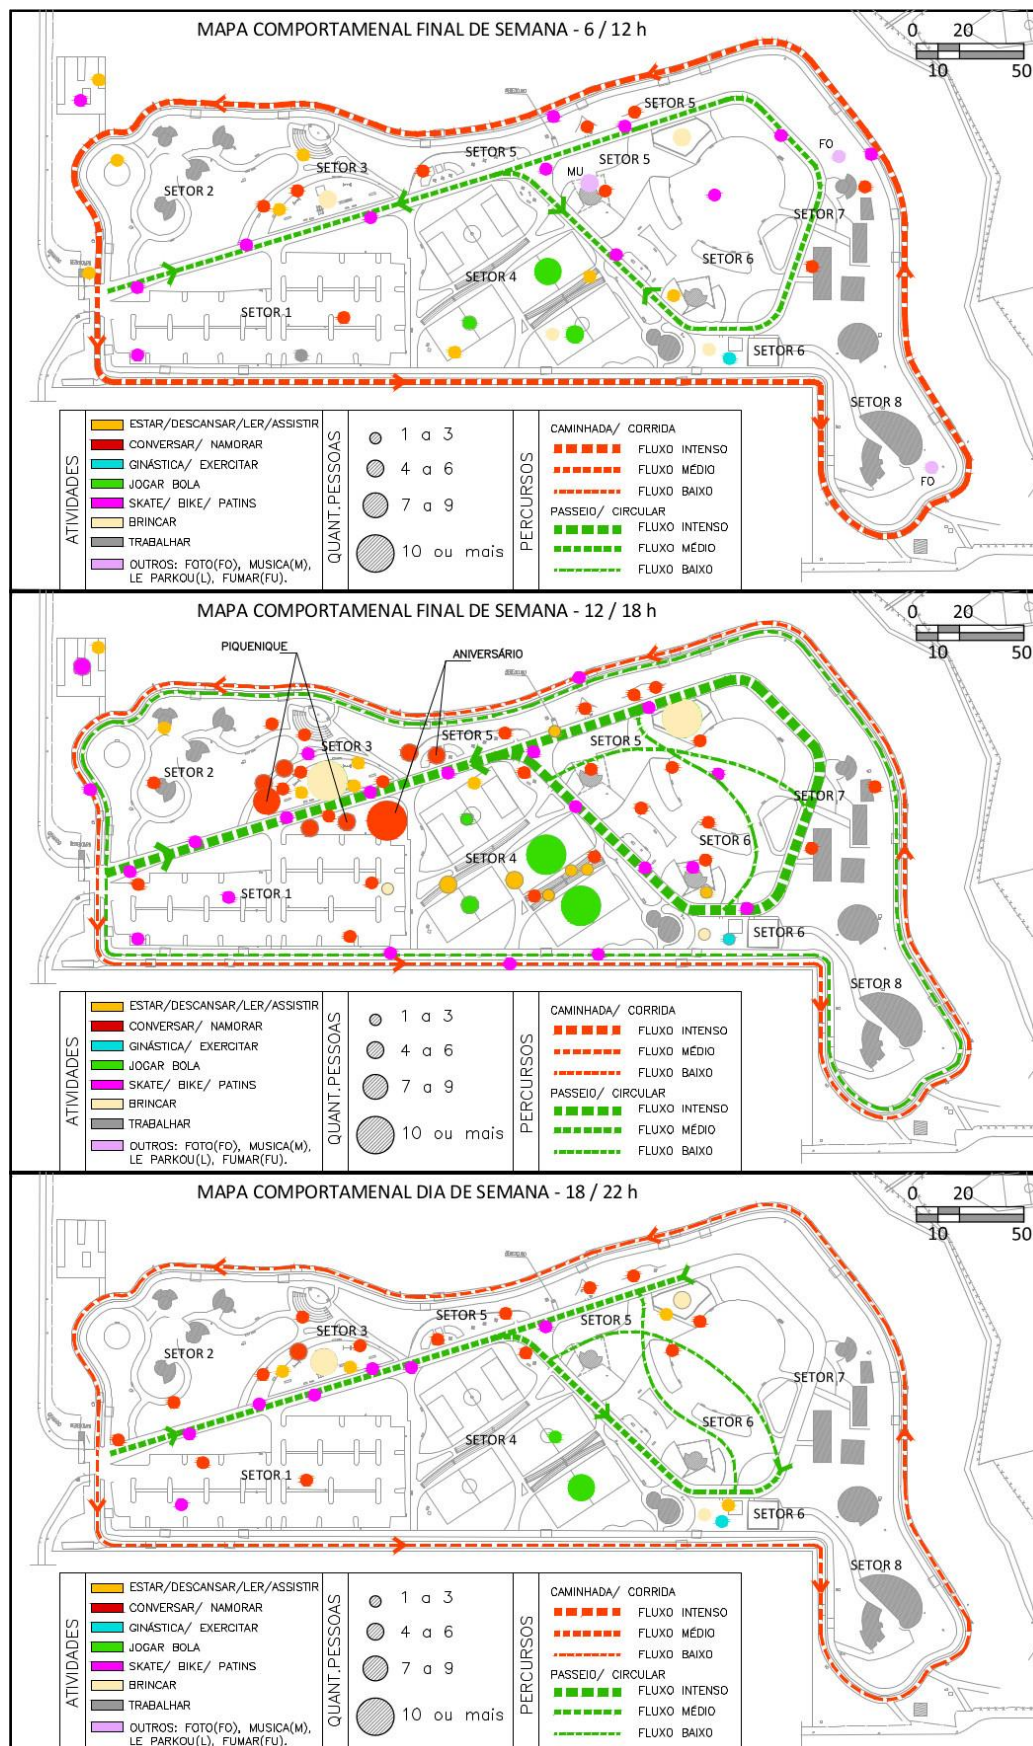 MAPA COMPORTAMENAL FINAL DE SEMANA - 6 / 12 h
0 20
10 50
SETOR 5
SETOR 5
SETOR 5
FO
SETOR 3
MU
SETOR 2
SETOR 7
SETOR 6
SETOR 4
SETOR 1
SETOR 6
SETOR 8
FO
ATIVIDADES
ESTAR/DESCANSAR/LER/ASSISTIR
CONVERSAR/ NAMORAR
GINÁSTICA/ EXERCITAR
JOGAR BOLA
SKATE/ BIKE/ PATINS
BRINCAR
TRABALHAR
OUTROS: FOTO(FO), MUSICA(M),
LE PARKOU(L), FUMAR(FU).
QUANT.PESSOAS
1 a 3
4 a 6
7 a 9
10 ou mais
PERCURSOS
CAMINHADA/ CORRIDA
FLUXO INTENSO
FLUXO MÉDIO
FLUXO BAIXO
PASSEIO/ CIRCULAR
FLUXO INTENSO
FLUXO MÉDIO
FLUXO BAIXO
MAPA COMPORTAMENAL FINAL DE SEMANA - 12 / 18 h
0 20
10 50
PIQUENIQUE
ANIVERSÁRIO
SETOR 5
SETOR 5
SETOR 3
SETOR 2
SETOR 7
SETOR 6
SETOR 4
SETOR 1
SETOR 6
SETOR 8
ATIVIDADES
ESTAR/DESCANSAR/LER/ASSISTIR
CONVERSAR/ NAMORAR
GINÁSTICA/ EXERCITAR
JOGAR BOLA
SKATE/ BIKE/ PATINS
BRINCAR
TRABALHAR
OUTROS: FOTO(FO), MUSICA(M),
LE PARKOU(L), FUMAR(FU).
QUANT.PESSOAS
1 a 3
4 a 6
7 a 9
10 ou mais
PERCURSOS
CAMINHADA/ CORRIDA
FLUXO INTENSO
FLUXO MÉDIO
FLUXO BAIXO
PASSEIO/ CIRCULAR
FLUXO INTENSO
FLUXO MÉDIO
FLUXO BAIXO
MAPA COMPORTAMENAL DIA DE SEMANA - 18 / 22 h
0 20
10 50
SETOR 5
SETOR 5
SETOR 3
SETOR 2
SETOR 7
SETOR 6
SETOR 4
SETOR 1
SETOR 6
SETOR 8
ATIVIDADES
ESTAR/DESCANSAR/LER/ASSISTIR
CONVERSAR/ NAMORAR
GINÁSTICA/ EXERCITAR
JOGAR BOLA
SKATE/ BIKE/ PATINS
BRINCAR
TRABALHAR
OUTROS: FOTO(FO), MUSICA(M),
LE PARKOU(L), FUMAR(FU).
QUANT.PESSOAS
1 a 3
4 a 6
7 a 9
10 ou mais
PERCURSOS
CAMINHADA/ CORRIDA
FLUXO INTENSO
FLUXO MÉDIO
FLUXO BAIXO
PASSEIO/ CIRCULAR
FLUXO INTENSO
FLUXO MÉDIO
FLUXO BAIXO